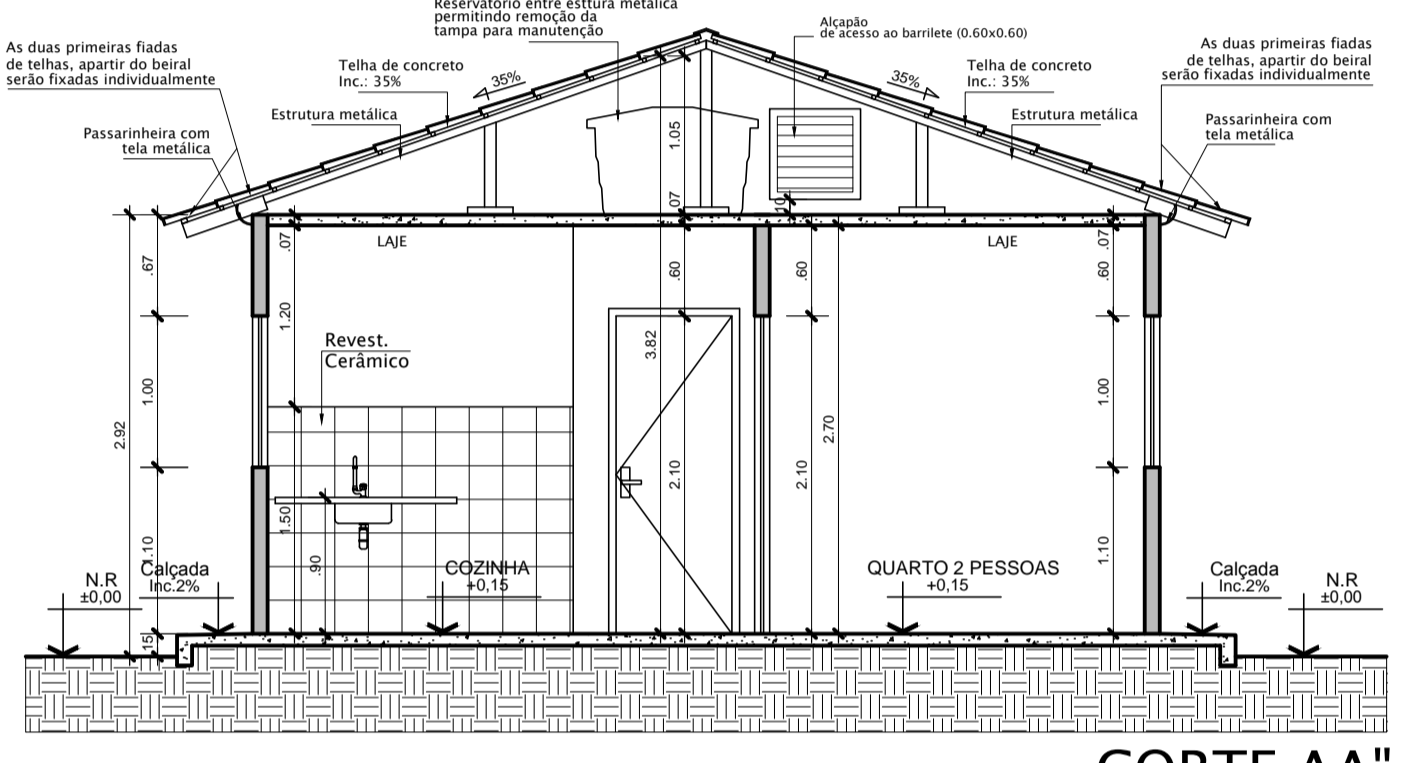 Reservatório entre esttura metálica
permitindo remoção da
tampa para manutenção
Alçapão
de acesso ao barrilete (0.60x0.60)
As duas primeiras fiadas
de telhas, apartir do beiral
serão fixadas individualmente
As duas primeiras fiadas
de telhas, apartir do beiral
serão fixadas individualmente
Telha de concreto
Inc.: 35%
35%
35%
Telha de concreto
Inc.: 35%
Estrutura metálica
Estrutura metálica
Passarinheira com
tela metálica
Passarinheira com
tela metálica
1.05
.07
.10
LAJE
LAJE
.07
.07
.67
.60
.60
.60
1.20
Revest.
Cerâmico
3.82
1.00
1.00
2.92
2.70
2.10
2.10
1.50
.90
1.10
1.10
N.R
±0,00
Calçada
Inc.2%
COZINHA
+0,15
QUARTO 2 PESSOAS
+0,15
Calçada
Inc.2%
N.R
±0,00
.15
CORTE AA"